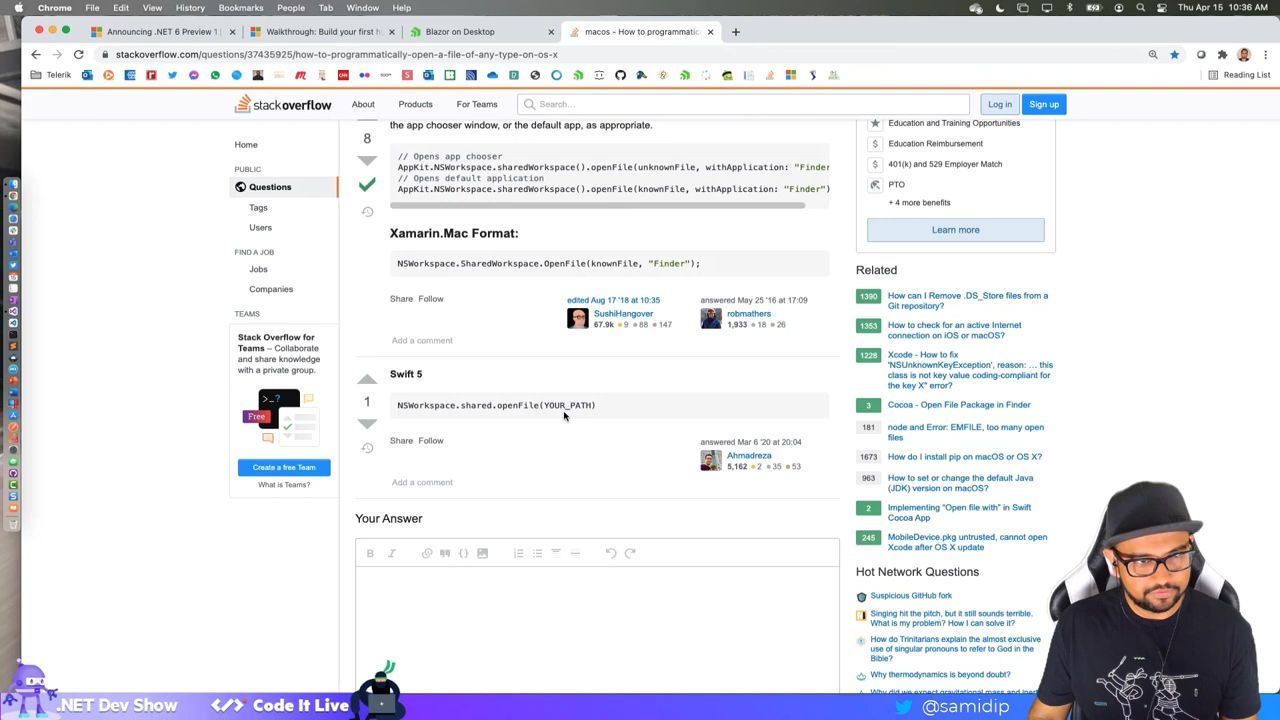 Chrome File Edit View History Bookmarks People Tab Window Help
Thu Apr 15 10:36 AM
Announcing .NET 6 Preview 1
Walkthrough: Build your first hy
Blazor on Desktop
macos - How to programmatic
stackoverflow.com/questions/37435925/how-to-programmatically-open-a-file-of-any-type-on-os-x
Telerik
Reading List
stackoverflow
About
Products
For Teams
Search...
Log in
Sign up
Home
PUBLIC
Questions
Tags
Users
FIND A JOB
Jobs
Companies
TEAMS
Stack Overflow for
Teams – Collaborate
and share knowledge
with a private group.
Free
Create a free Team
What is Teams?
the app chooser window, or the default app, as appropriate.
8
// Opens app chooser
AppKit.NSWorkspace.sharedWorkspace().openFile(unknownFile, withApplication: "Finder
// Opens default application
AppKit.NSWorkspace.sharedWorkspace().openFile(knownFile, withApplication: "Finder")
Xamarin.Mac Format:
NSWorkspace.SharedWorkspace.OpenFile(knownFile, "Finder");
Share Follow
edited Aug 17 '18 at 10:35
SushiHangover
67.9k 9 88 147
answered May 25 '16 at 17:09
robmathers
1,933 18 26
Add a comment
Swift 5
1
NSWorkspace.shared.openFile(YOUR_PATH)
Share Follow
answered Mar 6 '20 at 20:04
Ahmadreza
5,162 2 35 53
Add a comment
Your Answer
Education and Training Opportunities
Education Reimbursement
401(k) and 529 Employer Match
PTO
+ 4 more benefits
Learn more
Related
1390 How can I Remove .DS_Store files from a
Git repository?
1353 How to check for an active Internet
connection on iOS or macOS?
1226 Xcode - How to fix
'NSUnknownKeyException', reason: … this
class is not key value coding-compliant for
the key X" error?
3 Cocoa - Open File Package in Finder
181 node and Error: EMFILE, too many open
files
1673 How do I install pip on macOS or OS X?
963 How to set or change the default Java
(JDK) version on macOS?
2 Implementing “Open file with” in Swift
Cocoa App
245 MobileDevice.pkg untrusted, cannot open
Xcode after OS X update
Hot Network Questions
Suspicious GitHub fork
Singing hit the pitch, but it still sounds terrible.
What is my problem? How I can solve it?
How do Trinitarians explain the almost exclusive
use of singular pronouns to refer to God in the
Bible?
Why thermodynamics is beyond doubt?
.NET Dev Show
Code It Live
@samidip